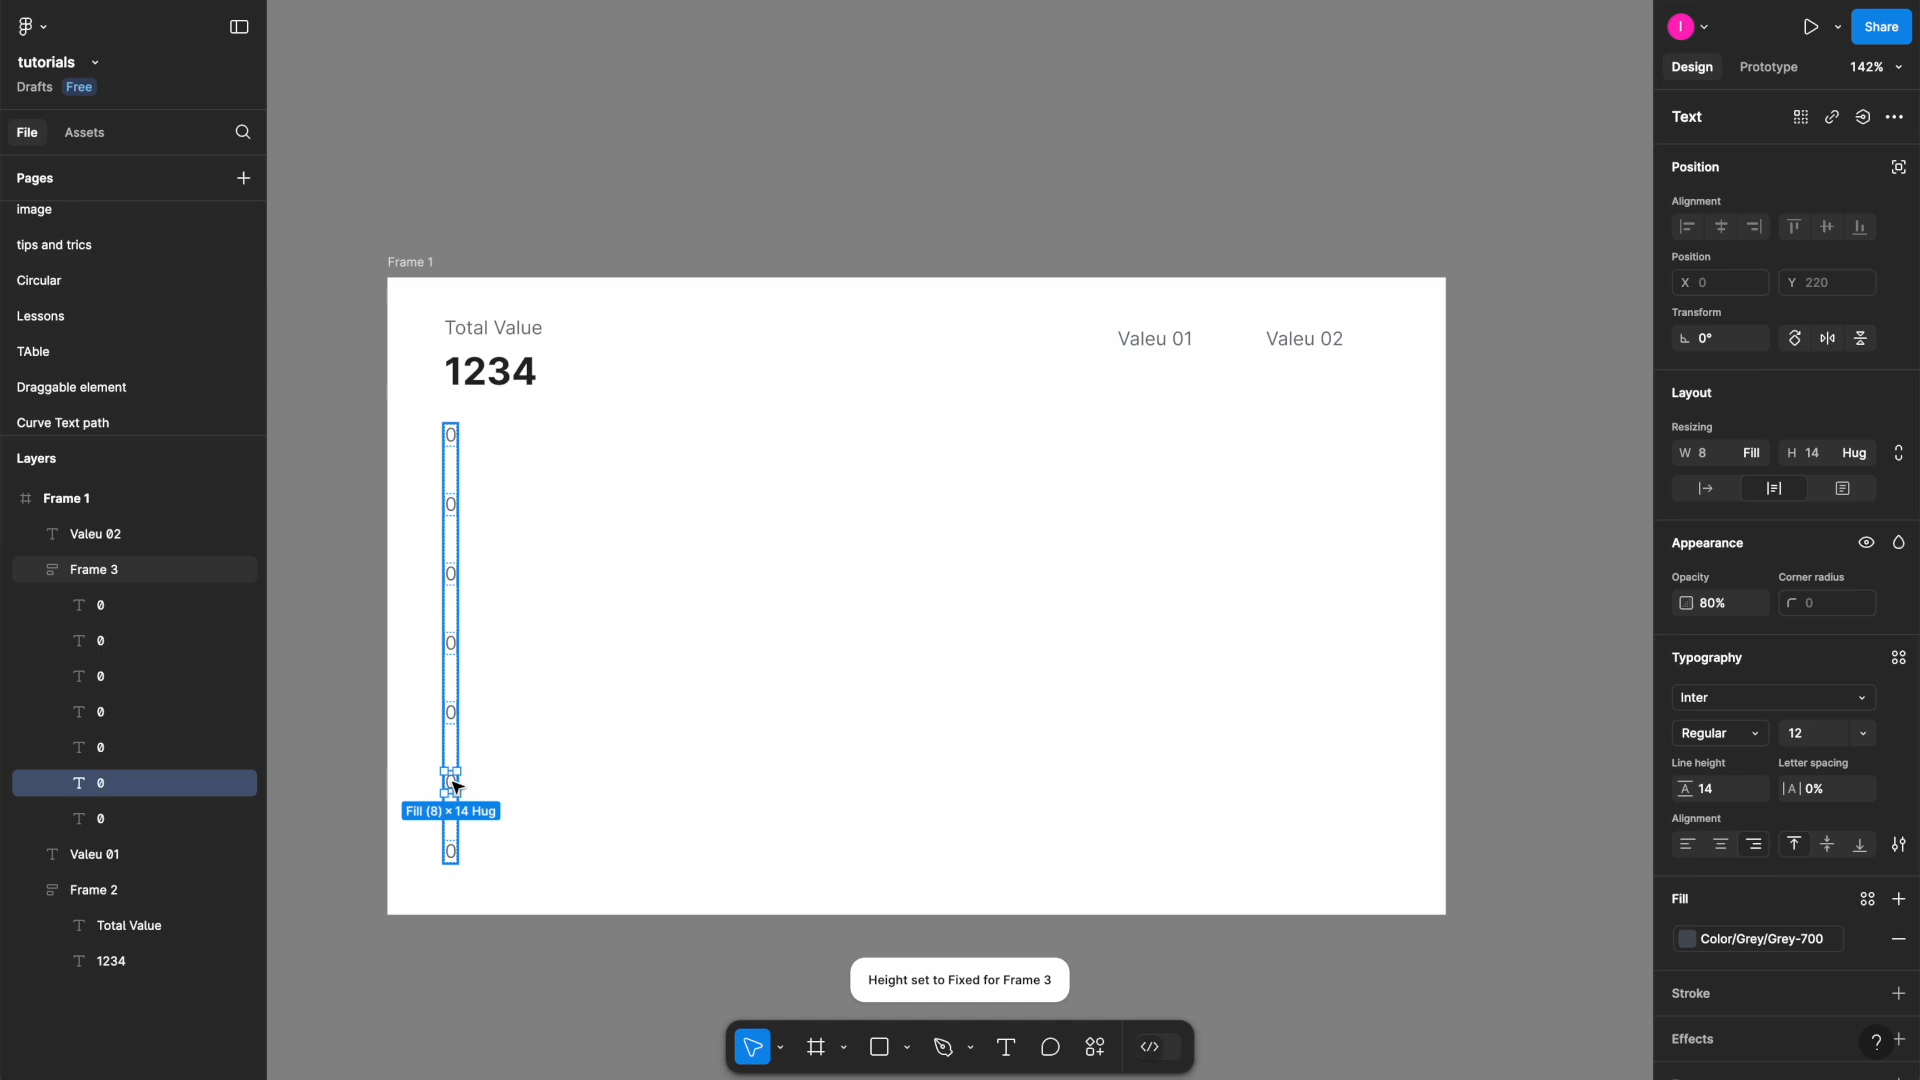 tutorials
Drafts Free
File Assets
Pages
image
tips and trics
Circular
Lessons
TAble
Draggable element
Curve Text path
Layers
Frame 1
Valeu 02
Frame 3
0
0
0
0
0
0
0
Valeu 01
Frame 2
Total Value
1234
Frame 1
Total Value
1234
Valeu 01 Valeu 02
0
0
0
0
0
Fill (8) × 14 Hug
0
Height set to Fixed for Frame 3
I
Share
Design Prototype 142%
Text
Position
Alignment
Position
X 0 Y 220
Transform
0°
Layout
Resizing
W 8 Fill H 14 Hug
Appearance
Opacity Corner radius
80% 0
Typography
Inter
Regular 12
Line height Letter spacing
A 14 |A| 0%
Alignment
Fill
Color/Grey/Grey-700
Stroke
Effects
?